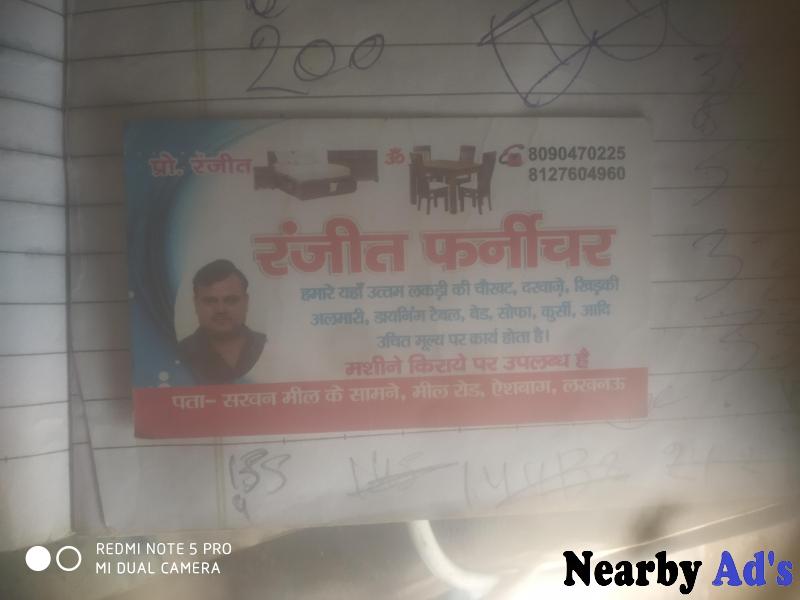 200
प्रो. रंजीत
ॐ
8090470225
8127604960
रंजीत फर्नीचर
हमारे यहाँ उत्तम लकड़ी की चौखट, दरवाजे, खिड़की
अलमारी, डायनिंग टेबल, बेड, सोफा, कुर्सी, आदि
उचित मूल्य पर कार्य होता है।
मशीने किराये पर उपलब्ध है
पता- सरवन मील के सामने, मील रोड, ऐशबाग, लखनऊ
REDMI NOTE 5 PRO
MI DUAL CAMERA
Nearby Ad's